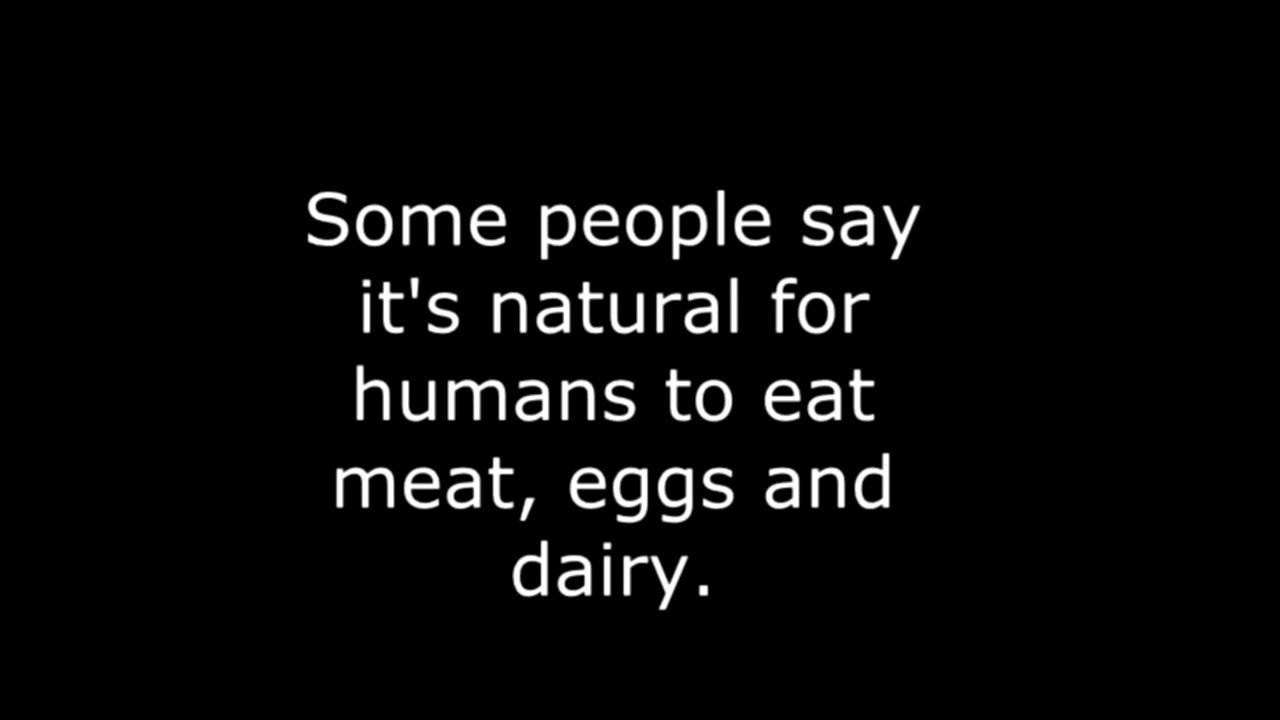 Some people say
it's natural for
humans to eat
meat, eggs and
dairy.